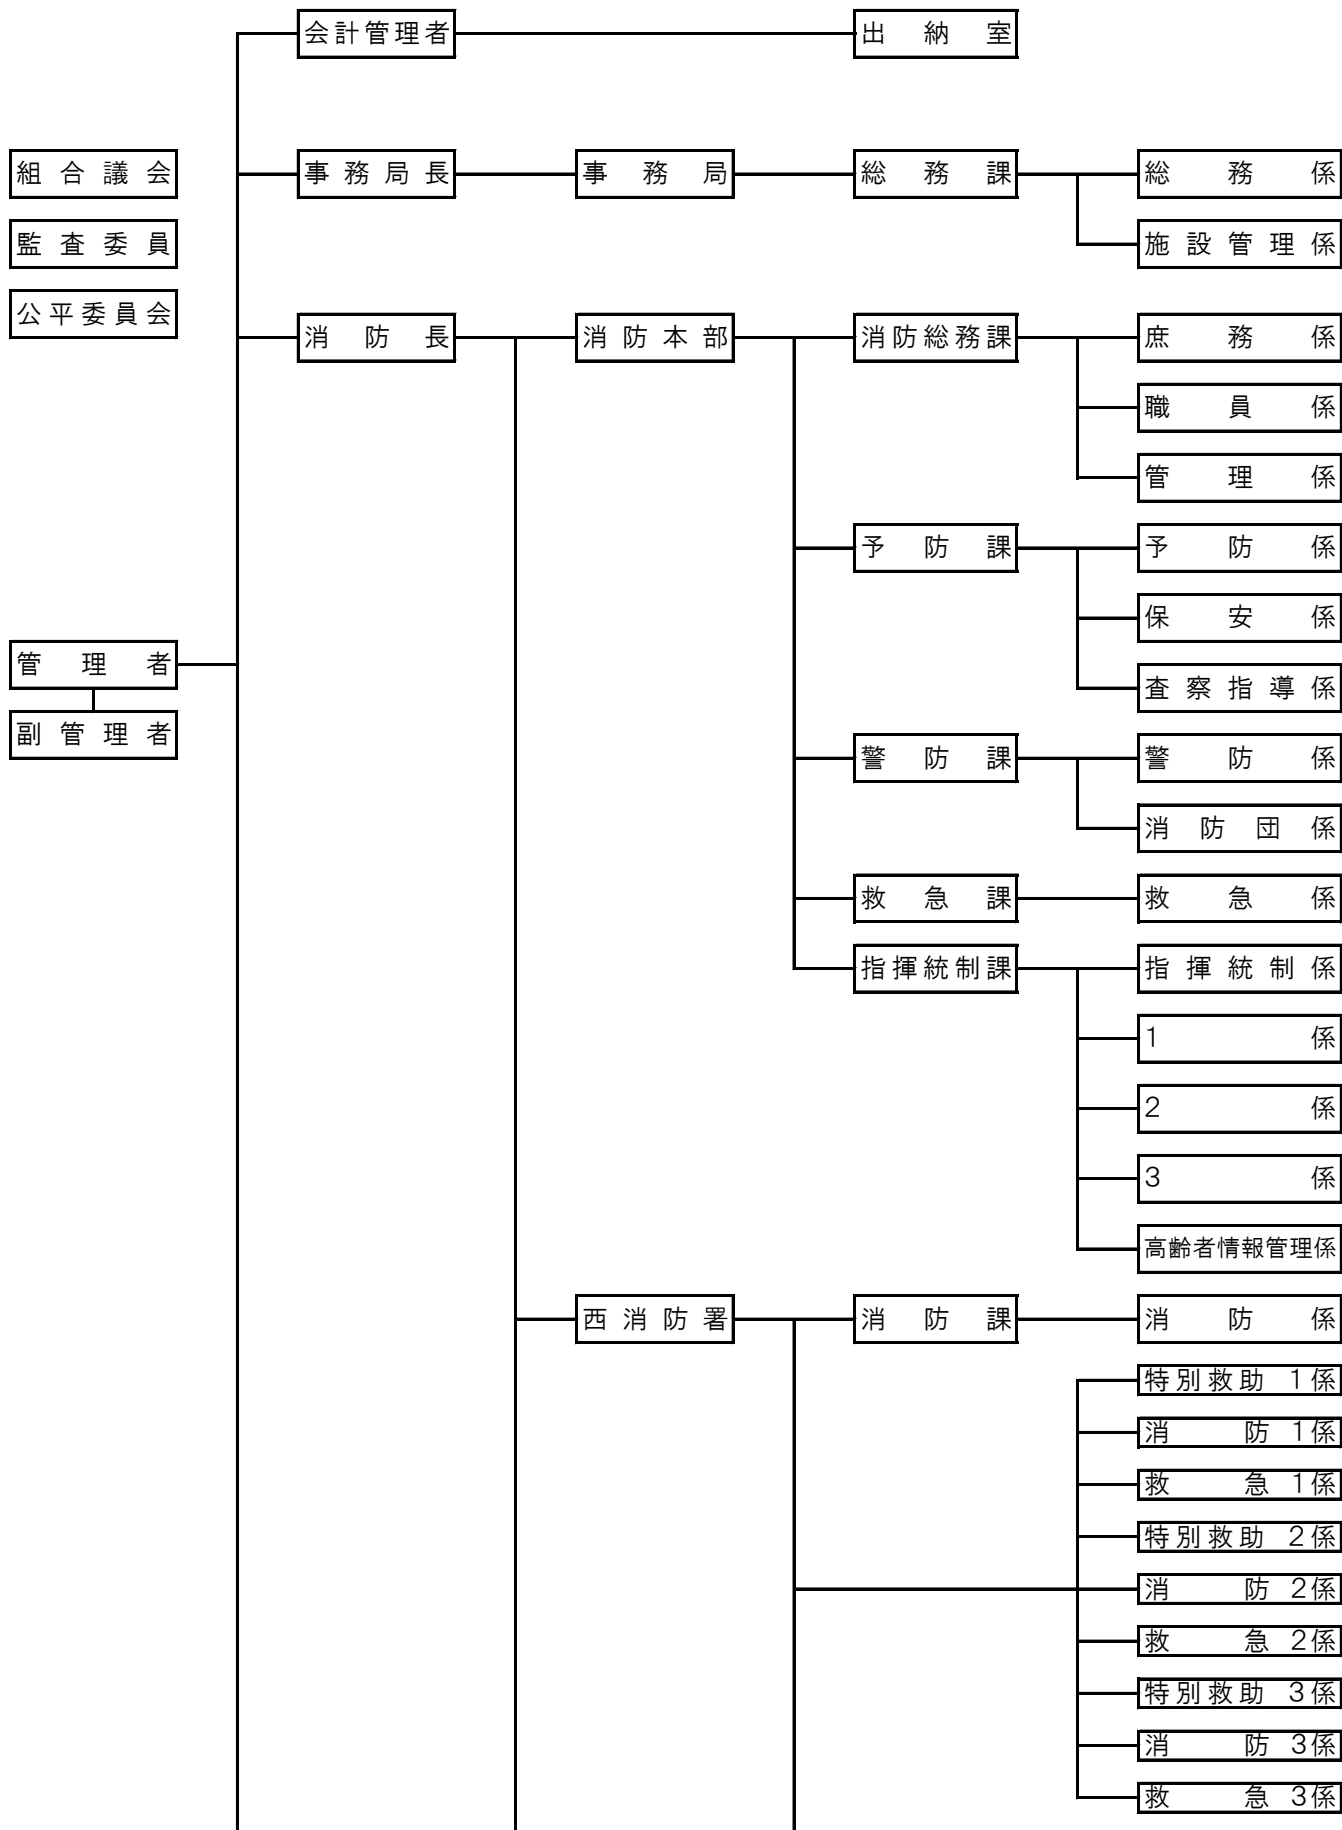 会計管理者 出納室
組合議会 事務局長 事務局 総務課 総務係
監査委員 施設管理係
公平委員会 消防長 消防本部 消防総務課 庶務係
職員係
管理係
予防課 予防係
保安係
管理者 査察指導係
副管理者 警防課 警防係
消防団係
救急課 救急係
指揮統制課 指揮統制係
1係
2係
3係
高齢者情報管理係
西消防署 消防課 消防係
特別救助 1係
消防 1係
救急 1係
特別救助 2係
消防 2係
救急 2係
特別救助 3係
消防 3係
救急 3係